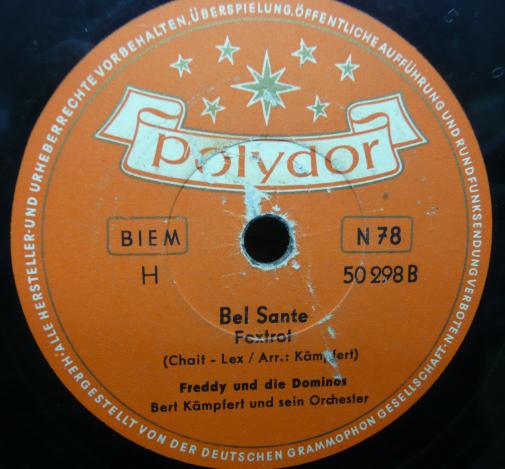 ALLE HERSTELLER-UND URHEBERRECHTE VORBEHALTEN, ÜBERSPIELUNG, ÖFFENTLICHE AUFFÜHRUNG UND RUNDFUNKSENDUNG VERBOTEN·
polydor
BIEM
N 78
H
50 298 B
Bel Sante
Foxtrot
(Chait - Lex / Arr.: Kämpfert)
Freddy und die Dominos
Bert Kämpfert und sein Orchester
·HERGESTELLT VON DER DEUTSCHEN GRAMMOPHON GESELLSCHAFT·